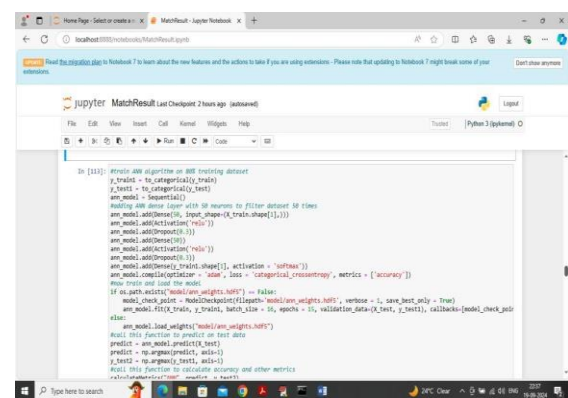 Home Page - Select or create a n
MatchResult - Jupyter Notebook
localhost:8888/notebooks/MatchResult.ipynb
UPDATE Read the migration plan to Notebook 7 to learn about the new features and the actions to take if you are using extensions - Please note that updating to Notebook 7 might break some of your extensions.
Don't show anymore
jupyter MatchResult Last Checkpoint: 2 hours ago (autosaved)
Logout
File Edit View Insert Cell Kernel Widgets Help
Trusted Python 3 (ipykernel)
Run Code
In [113]: #train ANN algorithm on 80% training dataset
y_train1 = to_categorical(y_train)
y_test1 = to_categorical(y_test)
ann_model = Sequential()
#adding ANN dense layer with 50 neurons to filter dataset 50 times
ann_model.add(Dense(50, input_shape=(X_train.shape[1],)))
ann_model.add(Activation('relu'))
ann_model.add(Dropout(0.3))
ann_model.add(Dense(50))
ann_model.add(Activation('relu'))
ann_model.add(Dropout(0.3))
ann_model.add(Dense(y_train1.shape[1], activation = 'softmax'))
ann_model.compile(optimizer = 'adam', loss = 'categorical_crossentropy', metrics = ['accuracy'])
#now train and load the model
if os.path.exists("model/ann_weights.hdf5") == False:
model_check_point = ModelCheckpoint(filepath='model/ann_weights.hdf5', verbose = 1, save_best_only = True)
ann_model.fit(X_train, y_train1, batch_size = 16, epochs = 15, validation_data=(X_test, y_test1), callbacks=[model_check_poin
else:
ann_model.load_weights("model/ann_weights.hdf5")
#call this function to predict on test data
predict = ann_model.predict(X_test)
predict = np.argmax(predict, axis=1)
y_test2 = np.argmax(y_test1, axis=1)
#call this function to calculate accuracy and other metrics
calculateMetrics("ANN", predict, y_test2)
Type here to search
24°C Clear
ENG
22:37
19-09-2024